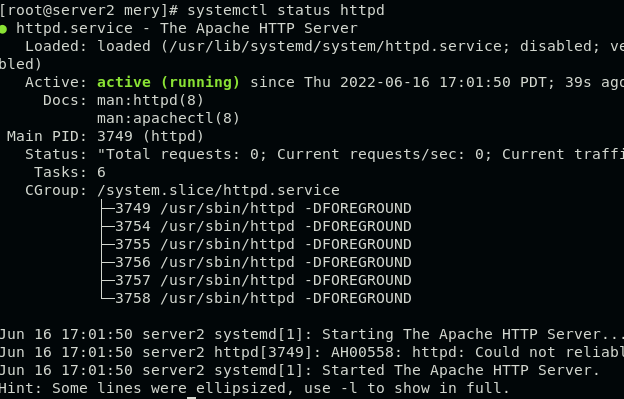 [root@server2 mery]# systemctl status httpd
● httpd.service - The Apache HTTP Server
   Loaded: loaded (/usr/lib/systemd/system/httpd.service; disabled; ve
bled)
   Active: active (running) since Thu 2022-06-16 17:01:50 PDT; 39s ago
     Docs: man:httpd(8)
           man:apachectl(8)
 Main PID: 3749 (httpd)
   Status: "Total requests: 0; Current requests/sec: 0; Current traffi
    Tasks: 6
   CGroup: /system.slice/httpd.service
           ├─3749 /usr/sbin/httpd -DFOREGROUND
           ├─3754 /usr/sbin/httpd -DFOREGROUND
           ├─3755 /usr/sbin/httpd -DFOREGROUND
           ├─3756 /usr/sbin/httpd -DFOREGROUND
           ├─3757 /usr/sbin/httpd -DFOREGROUND
           └─3758 /usr/sbin/httpd -DFOREGROUND
Jun 16 17:01:50 server2 systemd[1]: Starting The Apache HTTP Server...
Jun 16 17:01:50 server2 httpd[3749]: AH00558: httpd: Could not reliabl
Jun 16 17:01:50 server2 systemd[1]: Started The Apache HTTP Server.
Hint: Some lines were ellipsized, use -l to show in full.